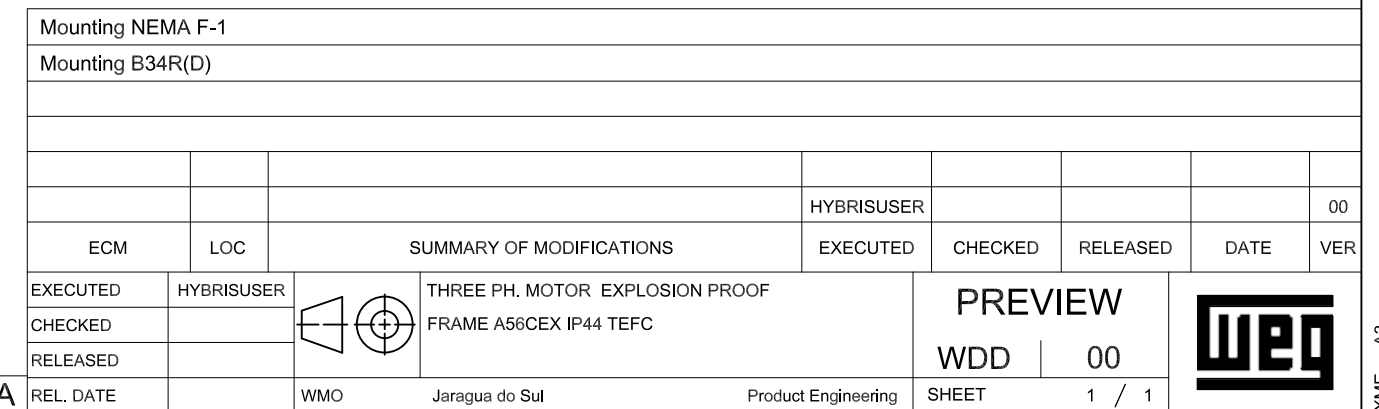 Mounting NEMA F-1
Mounting B34R(D)
HYBRISUSER 00
ECM LOC SUMMARY OF MODIFICATIONS EXECUTED CHECKED RELEASED DATE VER
EXECUTED HYBRISUSER
CHECKED
RELEASED
REL. DATE
THREE PH. MOTOR EXPLOSION PROOF
FRAME A56CEX IP44 TEFC
WMO Jaragua do Sul Product Engineering
PREVIEW
WDD 00
SHEET 1 / 1
weg
A
XME A3